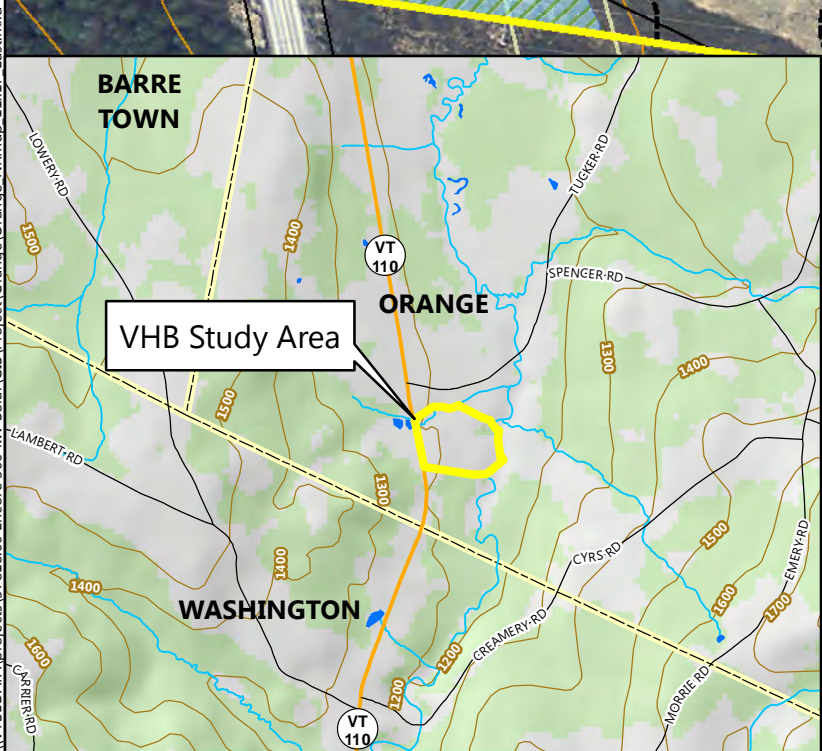 BARRE
TOWN
LOWERY RD
TUCKER RD
1500
1400
VT
110
SPENCER RD
ORANGE
VHB Study Area
1300
1400
1500
LAMBERT RD
1300
1500
CYRS RD
EMERY RD
1400
1400
1600
WASHINGTON
1700
CREAMERY RD
1200
1600
CARRIER RD
1200
MORRIE RD
VT
110